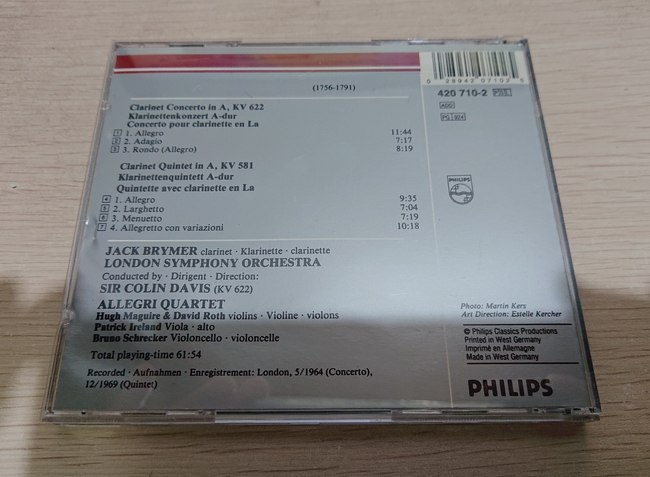 (1756-1791)
Clarinet Concerto in A, KV 622
Klarinettenkonzert A-dur
Concerto pour clarinette en La
1 1. Allegro 11:44
2 2. Adagio 7:17
3 3. Rondo (Allegro) 8:19
Clarinet Quintet in A, KV 581
Klarinettenquintett A-dur
Quintette avec clarinette en La
4 1. Allegro 9:35
5 2. Larghetto 7:04
6 3. Menuetto 7:19
7 4. Allegretto con variazioni 10:18
JACK BRYMER clarinet · Klarinette · clarinette
LONDON SYMPHONY ORCHESTRA
Conducted by · Dirigent · Direction:
SIR COLIN DAVIS (KV 622)
ALLEGRI QUARTET
Hugh Maguire & David Roth violins · Violine · violons
Patrick Ireland Viola · alto
Bruno Schrecker Violoncello · violoncelle
Total playing-time 61:54
Recorded · Aufnahmen · Enregistrement: London, 5/1964 (Concerto),
12/1969 (Quintet)
0 28942 07102 5
420 710-2
ADD
PG 924
PHILIPS
Photo: Martin Kers
Art Direction: Estelle Kercher
℗ Philips Classics Productions
Printed in West Germany
Imprimé en Allemagne
Made in West Germany
PHILIPS